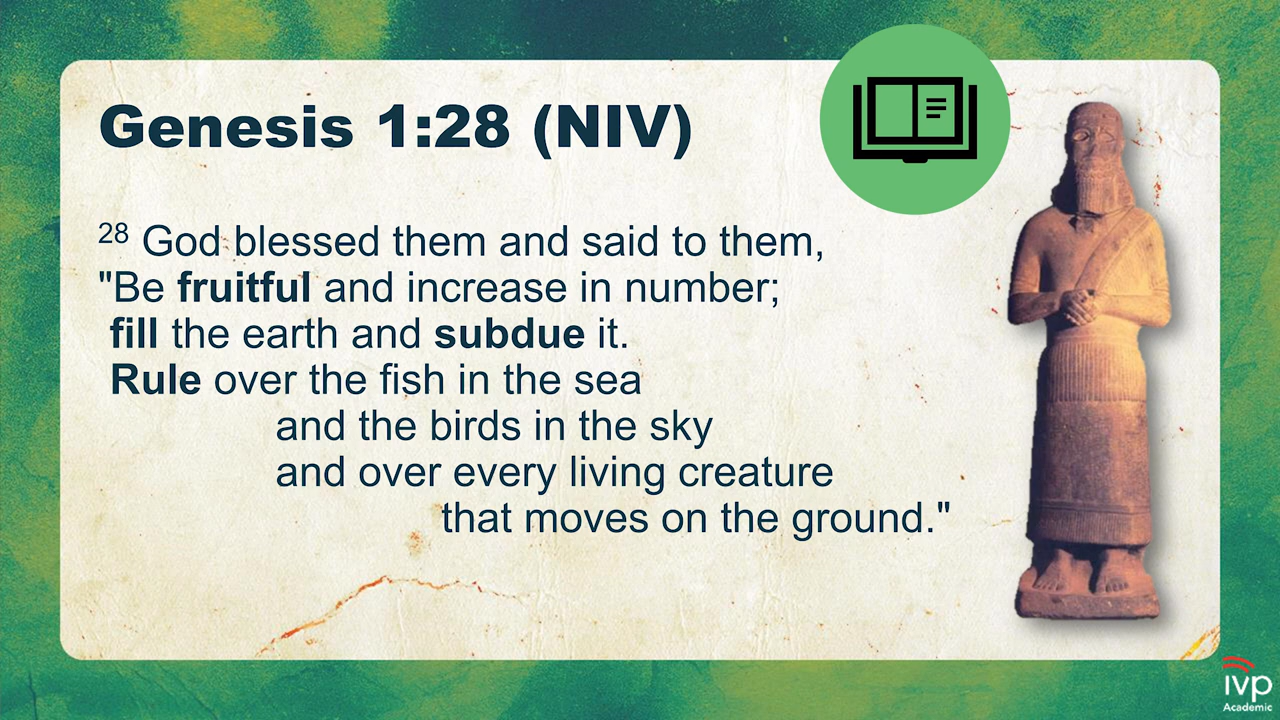 Genesis 1:28 (NIV)
28 God blessed them and said to them,
"Be fruitful and increase in number;
fill the earth and subdue it.
Rule over the fish in the sea
and the birds in the sky
and over every living creature
that moves on the ground."
ivp
Academic